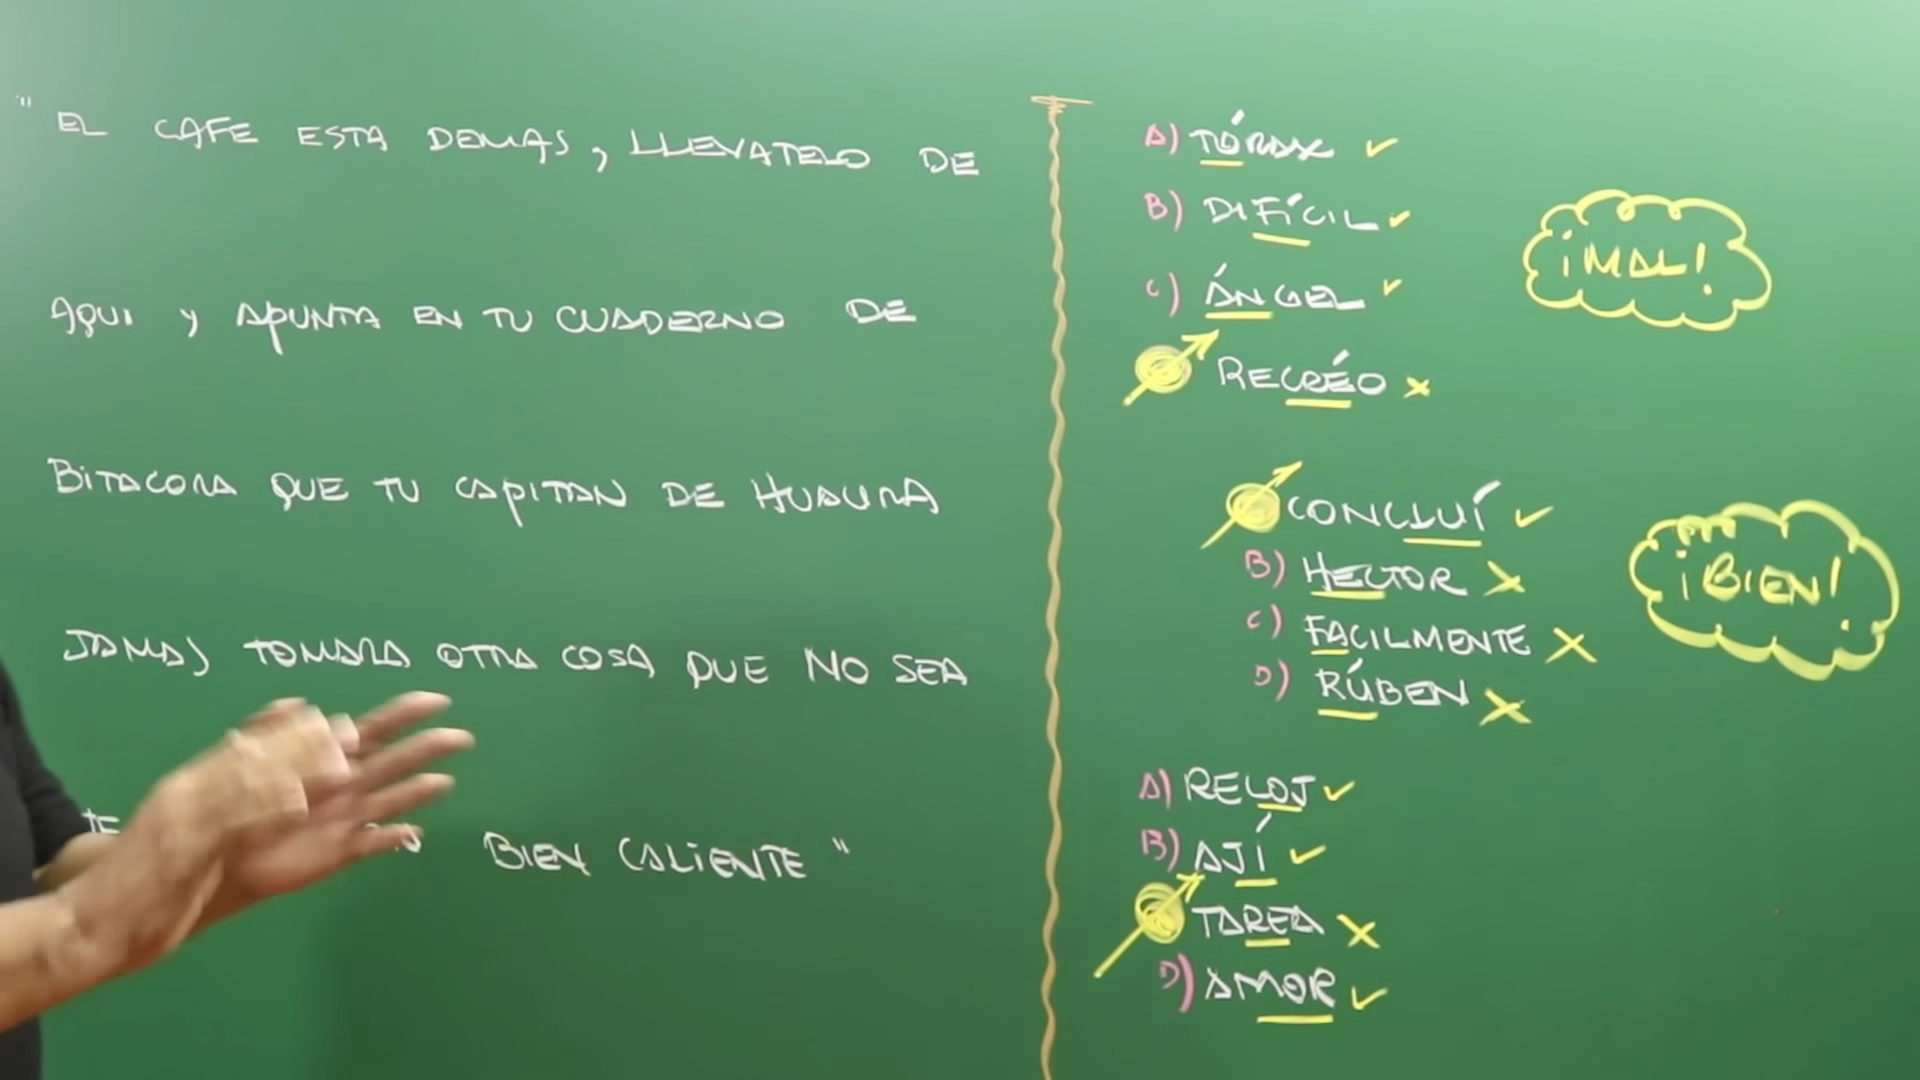 " EL CAFE ESTA DEMAS, LLEVATELO DE
AQUI Y APUNTA EN TU CUADERNO DE
BITACORA QUE TU CAPITAN DE HUAURA
JAMAS TOMARA OTRA COSA QUE NO SEA
TE BIEN CALIENTE "
A) TÓRAX ✓
B) DIFÍCIL ✓
C) ÁNGEL ✓
RECRÉO x
¡MAL!
CONCLUÍ ✓
B) HECTOR X
C) FACILMENTE X
D) RÚBEN X
¡BIEN!
A) RELOJ ✓
B) AJÍ ✓
TAREA X
D) AMOR ✓